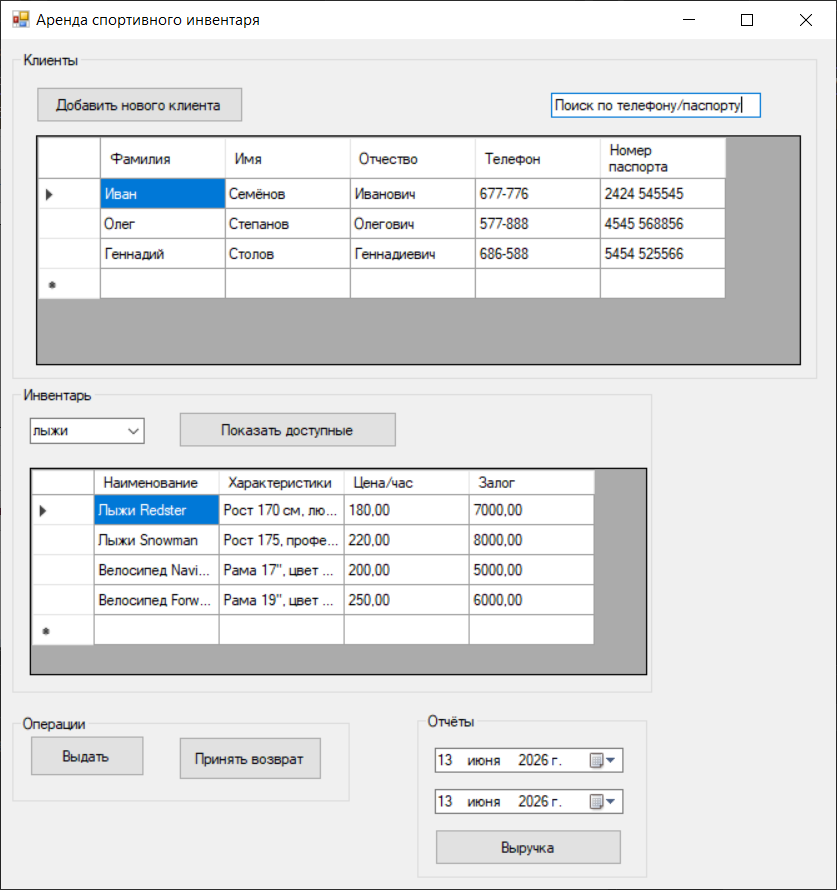 Аренда спортивного инвентаря
Клиенты
Добавить нового клиента
Поиск по телефону/паспорту
Фамилия Имя Отчество Телефон Номер паспорта
Иван Семёнов Иванович 677-776 2424 545545
Олег Степанов Олегович 577-888 4545 568856
Геннадий Столов Геннадиевич 686-588 5454 525566
Инвентарь
лыжи
Показать доступные
Наименование Характеристики Цена/час Залог
Лыжи Redster Рост 170 см, лю... 180,00 7000,00
Лыжи Snowman Рост 175, профе... 220,00 8000,00
Велосипед Navi... Рама 17", цвет ... 200,00 5000,00
Велосипед Forw... Рама 19", цвет ... 250,00 6000,00
Операции
Выдать
Принять возврат
Отчёты
13 июня 2026 г.
13 июня 2026 г.
Выручка